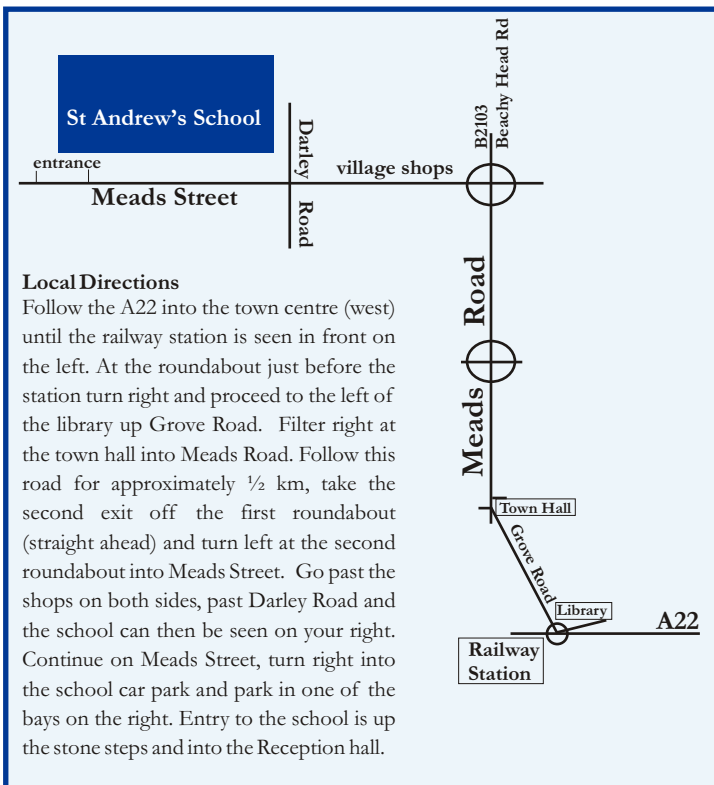 B2103
Beachy Head Rd
St Andrew's School
Darley
Road
entrance
village shops
Meads Street
Meads Road
Local Directions
Follow the A22 into the town centre (west)
until the railway station is seen in front on
the left. At the roundabout just before the
station turn right and proceed to the left of
the library up Grove Road. Filter right at
the town hall into Meads Road. Follow this
road for approximately ½ km, take the
second exit off the first roundabout
(straight ahead) and turn left at the second
roundabout into Meads Street. Go past the
shops on both sides, past Darley Road and
the school can then be seen on your right.
Continue on Meads Street, turn right into
the school car park and park in one of the
bays on the right. Entry to the school is up
the stone steps and into the Reception hall.
Town Hall
Grove Road
Library
A22
Railway
Station